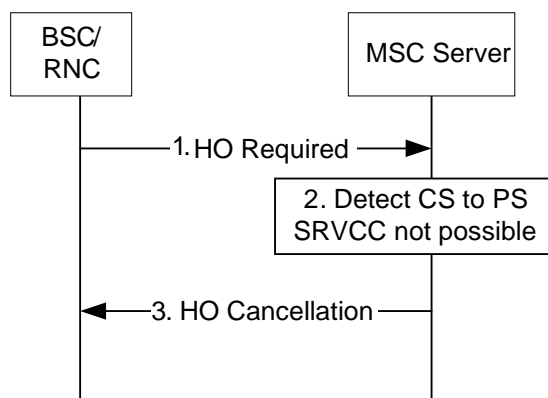 BSC/
RNC
MSC Server
1. HO Required
2. Detect CS to PS
SRVCC not possible
3. HO Cancellation